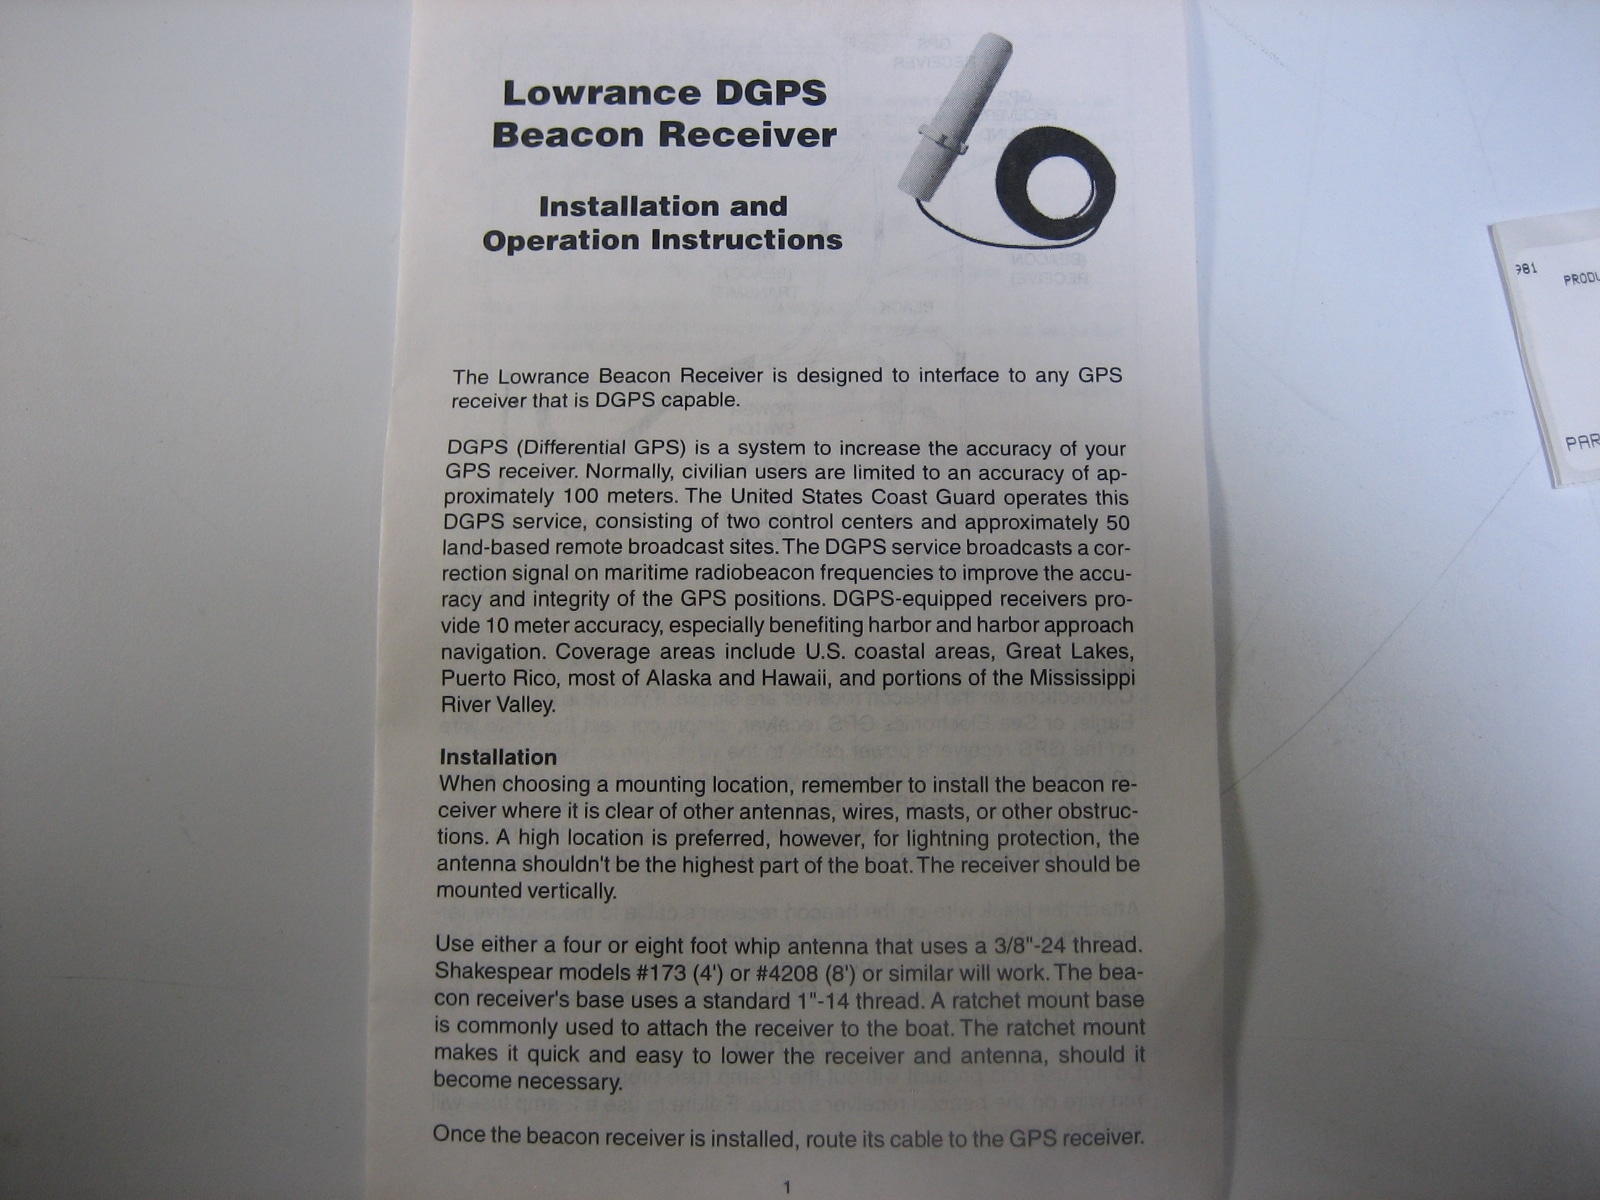 Lowrance DGPS
Beacon Receiver
Installation and
Operation Instructions
The Lowrance Beacon Receiver is designed to interface to any GPS
receiver that is DGPS capable.
DGPS (Differential GPS) is a system to increase the accuracy of your
GPS receiver. Normally, civilian users are limited to an accuracy of ap-
proximately 100 meters. The United States Coast Guard operates this
DGPS service, consisting of two control centers and approximately 50
land-based remote broadcast sites. The DGPS service broadcasts a cor-
rection signal on maritime radiobeacon frequencies to improve the accu-
racy and integrity of the GPS positions. DGPS-equipped receivers pro-
vide 10 meter accuracy, especially benefiting harbor and harbor approach
navigation. Coverage areas include U.S. coastal areas, Great Lakes,
Puerto Rico, most of Alaska and Hawaii, and portions of the Mississippi
River Valley.
Installation
When choosing a mounting location, remember to install the beacon re-
ceiver where it is clear of other antennas, wires, masts, or other obstruc-
tions. A high location is preferred, however, for lightning protection, the
antenna shouldn't be the highest part of the boat. The receiver should be
mounted vertically.
Use either a four or eight foot whip antenna that uses a 3/8"-24 thread.
Shakespear models #173 (4') or #4208 (8') or similar will work. The bea-
con receiver's base uses a standard 1"-14 thread. A ratchet mount base
is commonly used to attach the receiver to the boat. The ratchet mount
makes it quick and easy to lower the receiver and antenna, should it
become necessary.
Once the beacon receiver is installed, route its cable to the GPS receiver.
1
981 PRODU
PAR